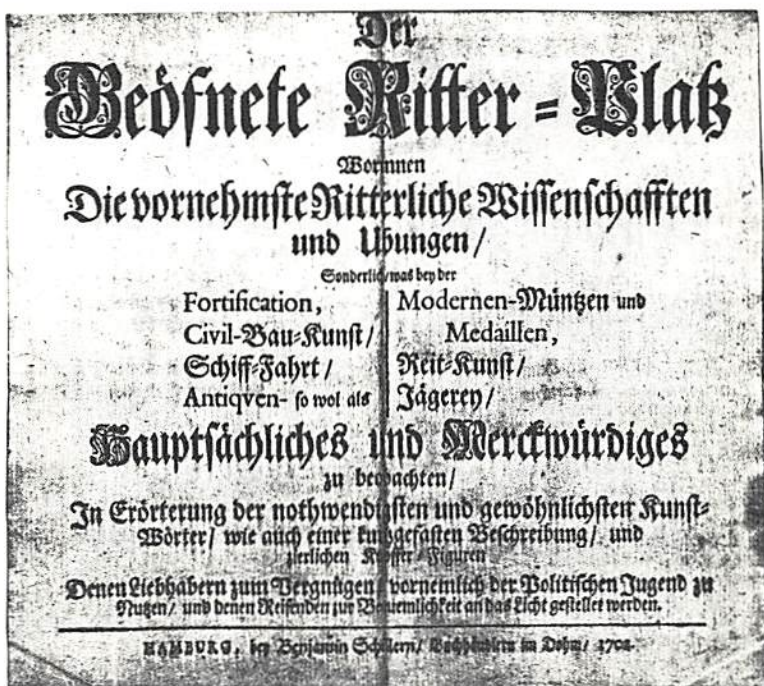 Der
Geöfnete Ritter=Platz
Worinnen
Die vornehmste Ritterliche Wissenschafften
und Ubungen/
Sonderlich was bey der
Fortification,
Civil-Bau-Kunst/
Schiff-Fahrt/
Antiqven- so wol als
Modernen-Müntzen und
Medaillen,
Reit-Kunst/
Jägerey/
Hauptsächliches und Merckwürdiges
zu beobachten/
In Erörterung der nothwendigsten und gewöhnlichsten Kunst-
Wörter/ wie auch einer kurtzgefasten Beschreibung/ und
zierlichen Kupffer-Figuren
Denen Liebhabern zum Vergnügen/ vornemlich der Politischen Jugend zu
Nutzen/ und denen Reisenden zur Bequemlichkeit an das Licht gestellet werden.
HAMBURG, bey Benjamin Schillern/ Buchhändlern im Dohm/ 1702